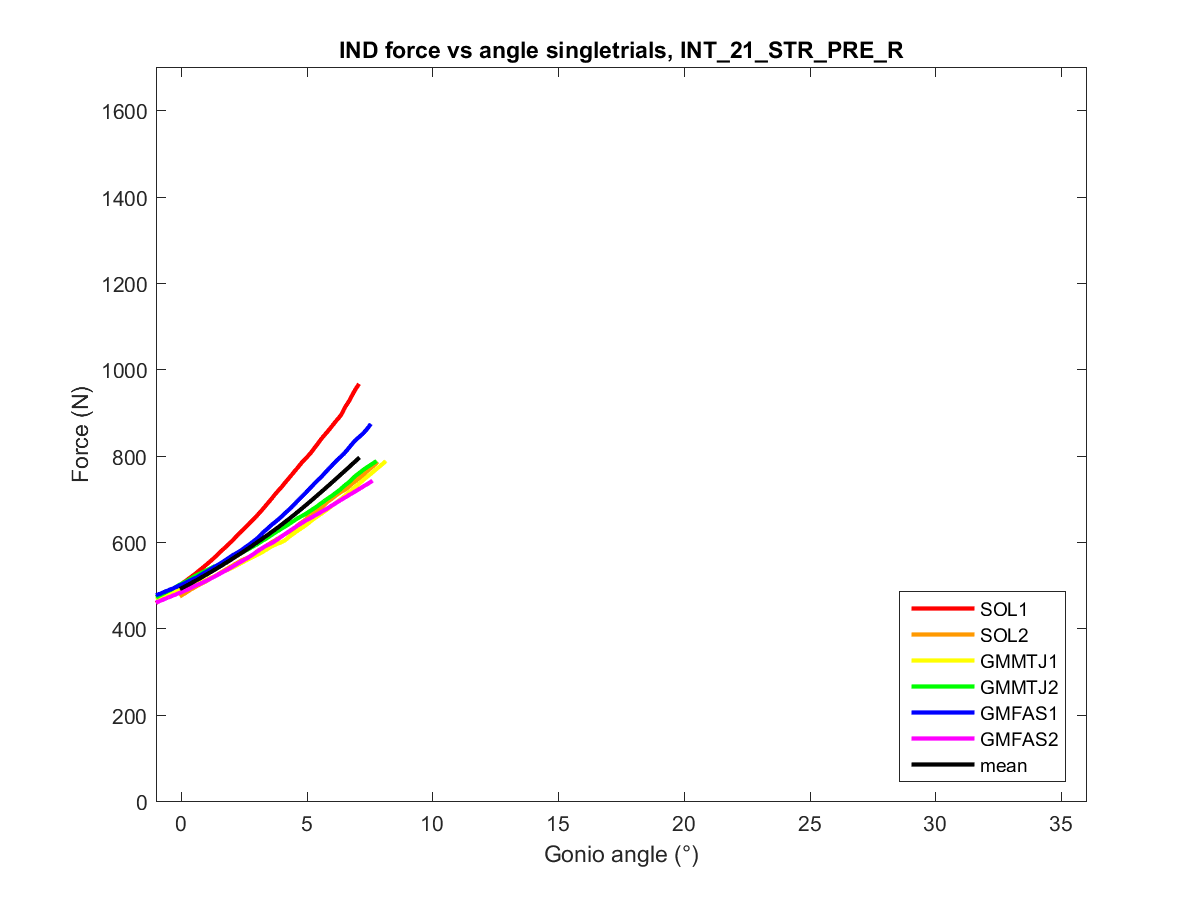 IND force vs angle singletrials, INT_21_STR_PRE_R
1600
1400
1200
1000
800
600
400
200
0
Force (N)
0 5 10 15 20 25 30 35
Gonio angle (°)
SOL1
SOL2
GMMTJ1
GMMTJ2
GMFAS1
GMFAS2
mean